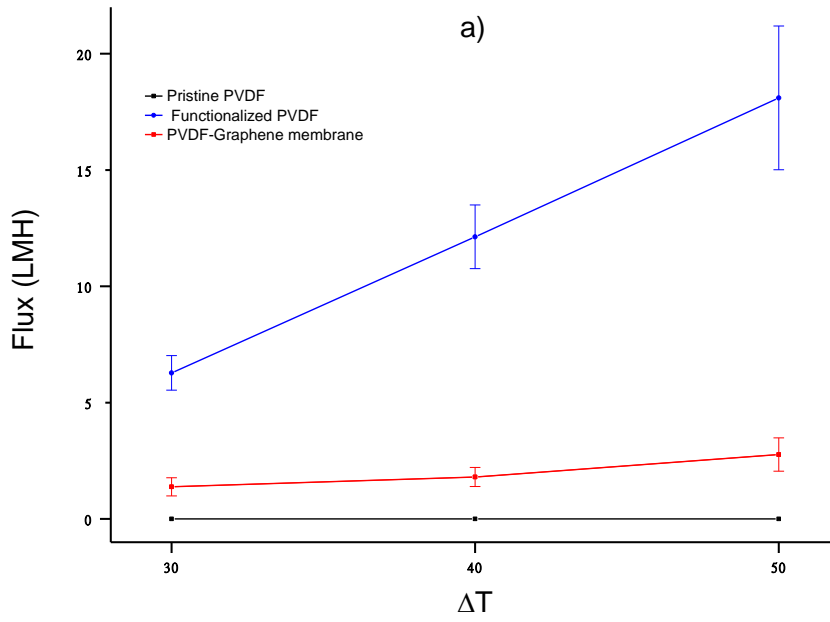 a)
20
Pristine PVDF
Functionalized PVDF
PVDF-Graphene membrane
15
10
5
0
Flux (LMH)
30 40 50
ΔT